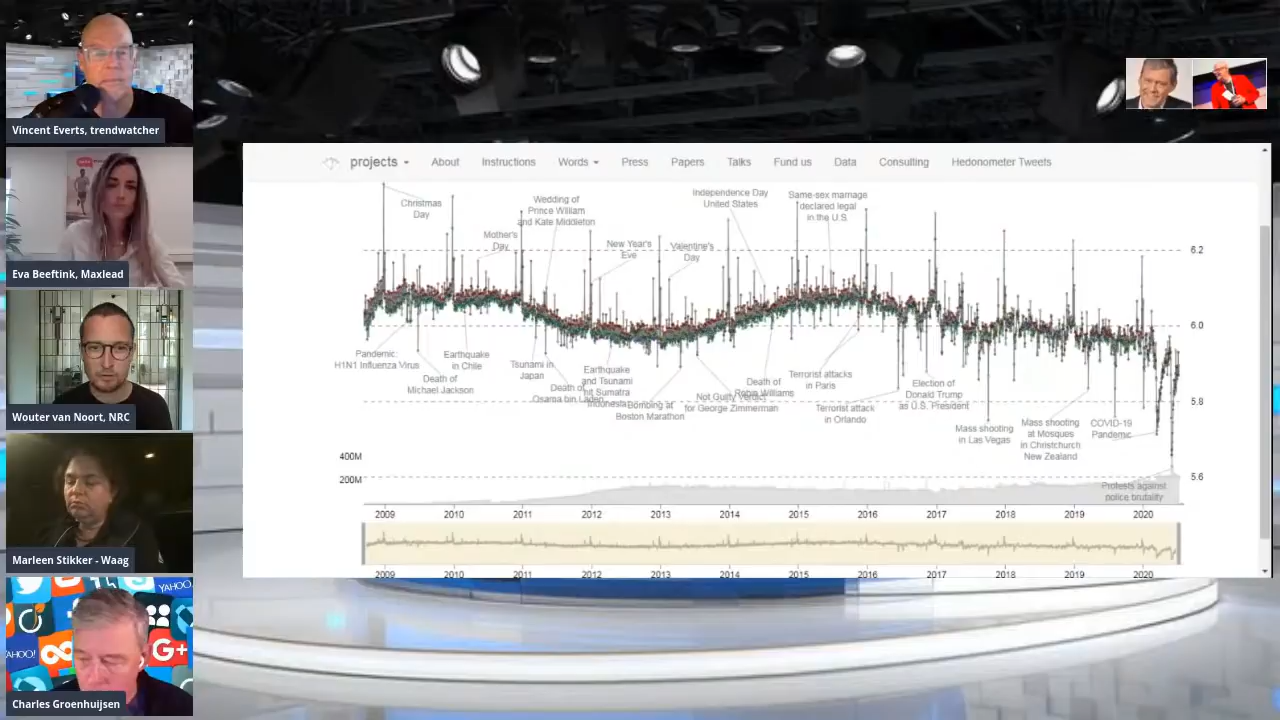 Vincent Everts, trendwatcher
Eva Beeftink, Maxlead
Wouter van Noort, NRC
Marleen Stikker - Waag
YAHOO!
YAHOO!
G+
Charles Groenhuijsen
projects About Instructions Words Press Papers Talks Fund us Data Consulting Hedonometer Tweets
Christmas
Day
Mother's
Day
Wedding of
Prince William
and Kate Middleton
New Year's
Eve
Valentine's
Day
Independence Day
United States
Same-sex marriage
declared legal
in the U.S.
6.2
6.0
5.8
5.6
Pandemic:
H1N1 Influenza Virus
Death of
Michael Jackson
Earthquake
in Chile
Tsunami in
Japan
Death of
Osama bin Laden
Earthquake
and Tsunami
hit Sumatra
Indonesia
Bombing at
Boston Marathon
Not Guilty Verdict
for George Zimmerman
Death of
Robin Williams
Terrorist attacks
in Paris
Terrorist attack
in Orlando
Election of
Donald Trump
as U.S. President
Mass shooting
in Las Vegas
Mass shooting
at Mosques
in Christchurch
New Zealand
COVID-19
Pandemic
Protests against
police brutality
400M
200M
2009 2010 2011 2012 2013 2014 2015 2016 2017 2018 2019 2020
2009 2010 2011 2012 2013 2014 2015 2016 2017 2018 2019 2020